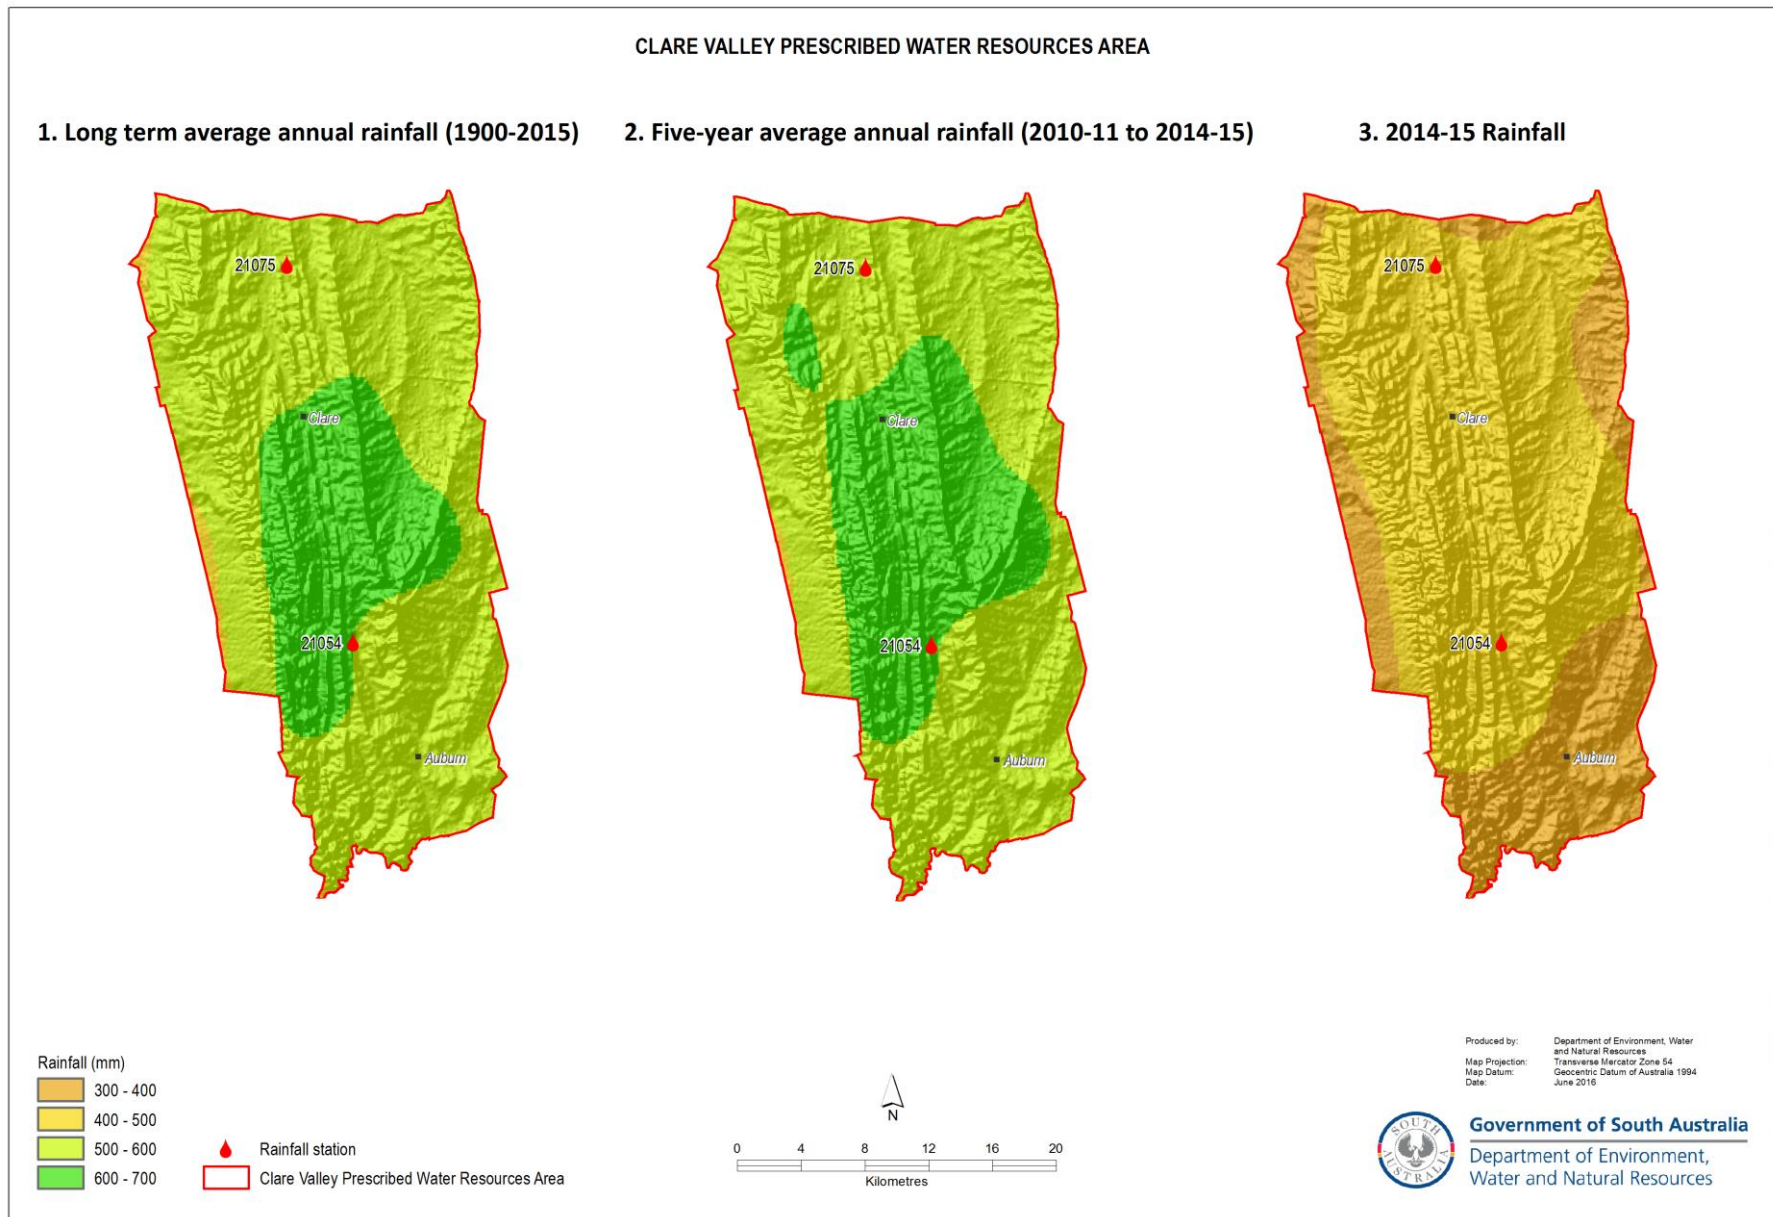 CLARE VALLEY PRESCRIBED WATER RESOURCES AREA
1. Long term average annual rainfall (1900-2015)
2. Five-year average annual rainfall (2010-11 to 2014-15)
3. 2014-15 Rainfall
21075
Clare
21054
Auburn
21075
Clare
21054
Auburn
21075
Clare
21054
Auburn
Rainfall (mm)
300 - 400
400 - 500
500 - 600
600 - 700
Rainfall station
Clare Valley Prescribed Water Resources Area
N
0 4 8 12 16 20
Kilometres
Produced by: Department of Environment, Water
and Natural Resources
Map Projection: Transverse Mercator Zone 54
Map Datum: Geocentric Datum of Australia 1994
Date: June 2016
SOUTH AUSTRALIA
Government of South Australia
Department of Environment,
Water and Natural Resources